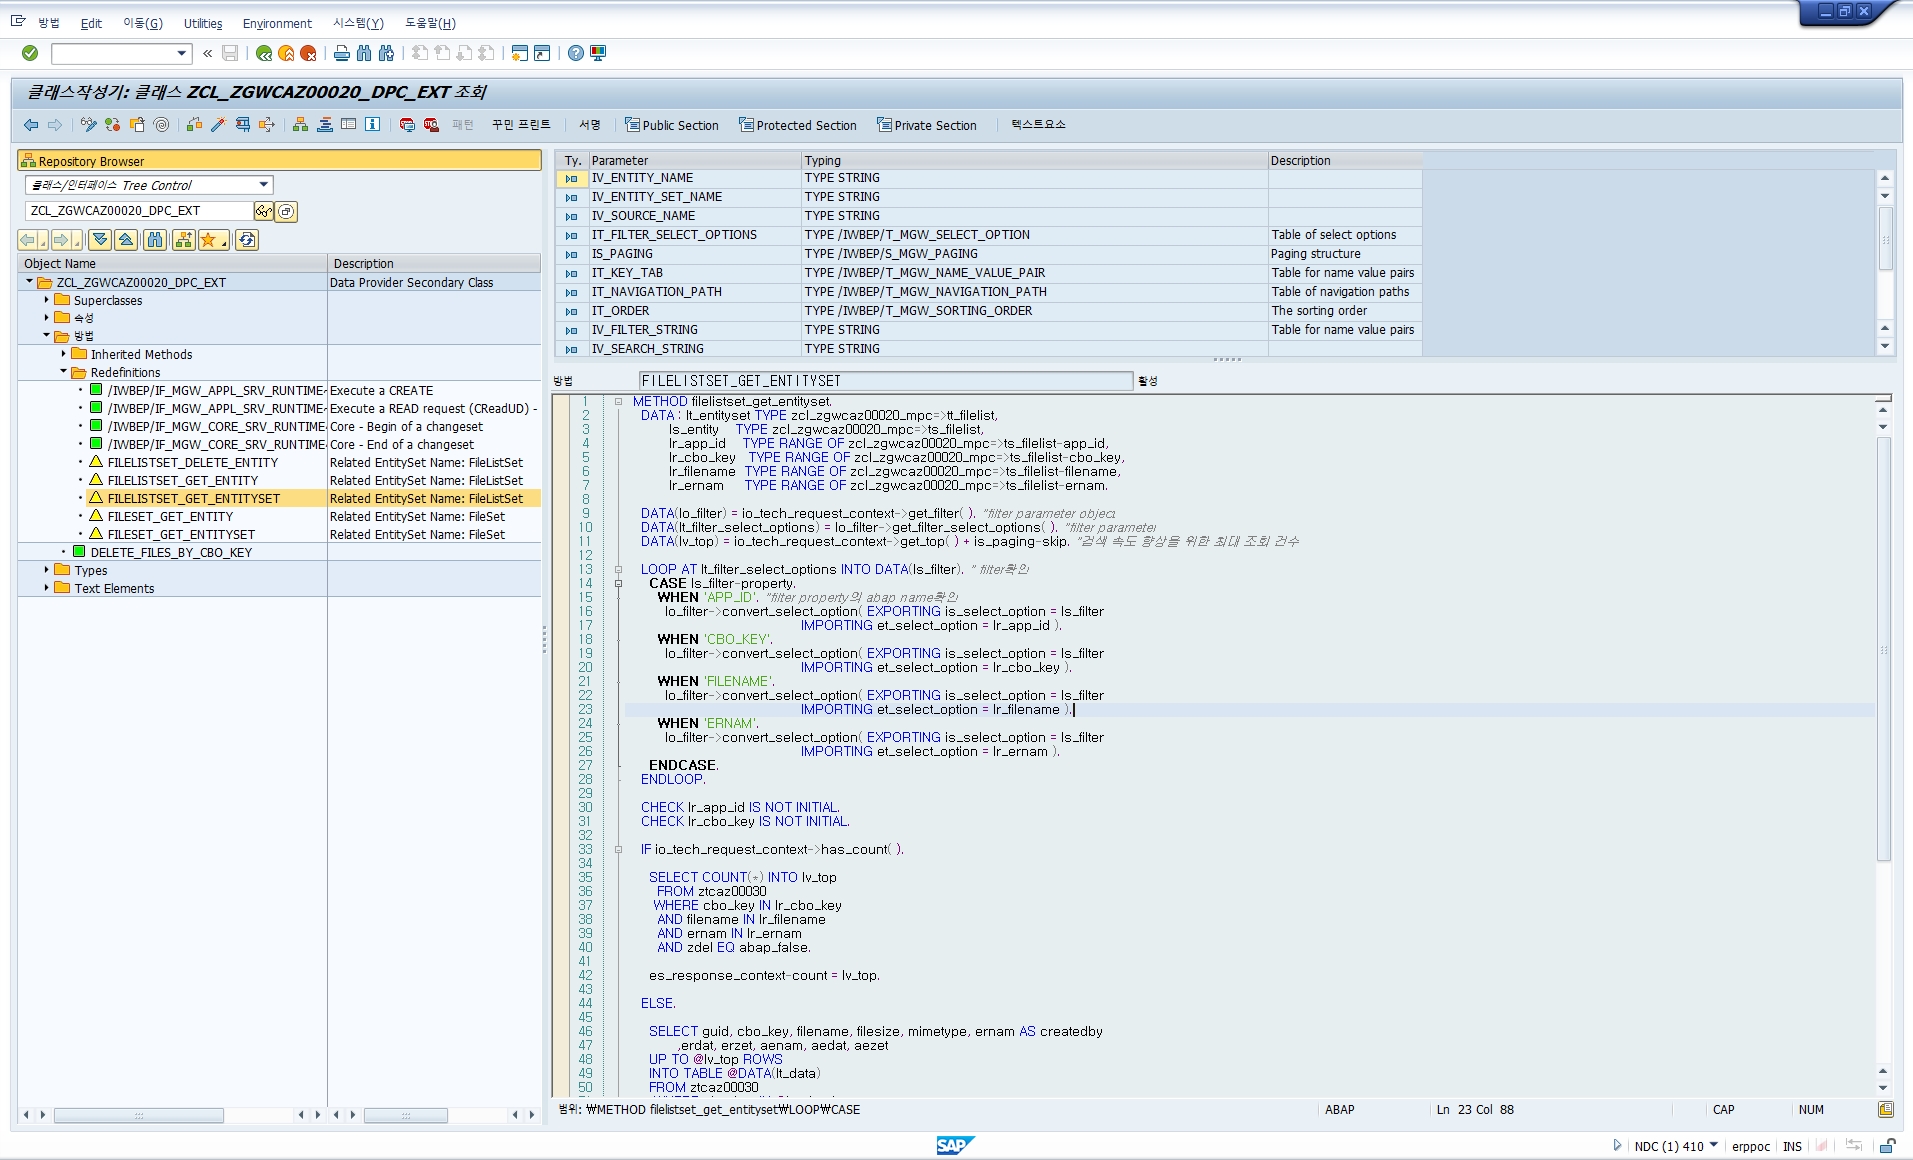 방법 Edit 이동(G) Utilities Environment 시스템(Y) 도움말(H)
클래스작성기: 클래스 ZCL_ZGWCAZ00020_DPC_EXT 조회
패턴 꾸민 프린트 서명 Public Section Protected Section Private Section 텍스트요소
Repository Browser
클래스/인터페이스 Tree Control
ZCL_ZGWCAZ00020_DPC_EXT
Object Name Description
ZCL_ZGWCAZ00020_DPC_EXT Data Provider Secondary Class
Superclasses
속성
방법
Inherited Methods
Redefinitions
/IWBEP/IF_MGW_APPL_SRV_RUNTIME~ Execute a CREATE
/IWBEP/IF_MGW_APPL_SRV_RUNTIME~ Execute a READ request (CReadUD) -
/IWBEP/IF_MGW_CORE_SRV_RUNTIME~ Core - Begin of a changeset
/IWBEP/IF_MGW_CORE_SRV_RUNTIME~ Core - End of a changeset
FILELISTSET_DELETE_ENTITY Related EntitySet Name: FileListSet
FILELISTSET_GET_ENTITY Related EntitySet Name: FileListSet
FILELISTSET_GET_ENTITYSET Related EntitySet Name: FileListSet
FILESET_GET_ENTITY Related EntitySet Name: FileSet
FILESET_GET_ENTITYSET Related EntitySet Name: FileSet
DELETE_FILES_BY_CBO_KEY
Types
Text Elements
Ty. Parameter Typing Description
IV_ENTITY_NAME TYPE STRING
IV_ENTITY_SET_NAME TYPE STRING
IV_SOURCE_NAME TYPE STRING
IT_FILTER_SELECT_OPTIONS TYPE /IWBEP/T_MGW_SELECT_OPTION Table of select options
IS_PAGING TYPE /IWBEP/S_MGW_PAGING Paging structure
IT_KEY_TAB TYPE /IWBEP/T_MGW_NAME_VALUE_PAIR Table for name value pairs
IT_NAVIGATION_PATH TYPE /IWBEP/T_MGW_NAVIGATION_PATH Table of navigation paths
IT_ORDER TYPE /IWBEP/T_MGW_SORTING_ORDER The sorting order
IV_FILTER_STRING TYPE STRING Table for name value pairs
IV_SEARCH_STRING TYPE STRING
방법 FILELISTSET_GET_ENTITYSET 활성
1 METHOD filelistset_get_entityset.
2 DATA : lt_entityset TYPE zcl_zgwcaz00020_mpc=>tt_filelist,
3 ls_entity TYPE zcl_zgwcaz00020_mpc=>ts_filelist,
4 lr_app_id TYPE RANGE OF zcl_zgwcaz00020_mpc=>ts_filelist-app_id,
5 lr_cbo_key TYPE RANGE OF zcl_zgwcaz00020_mpc=>ts_filelist-cbo_key,
6 lr_filename TYPE RANGE OF zcl_zgwcaz00020_mpc=>ts_filelist-filename,
7 lr_ernam TYPE RANGE OF zcl_zgwcaz00020_mpc=>ts_filelist-ernam.
8
9 DATA(lo_filter) = io_tech_request_context->get_filter( ). "filter parameter object
10 DATA(lt_filter_select_options) = lo_filter->get_filter_select_options( ). "filter parameter
11 DATA(lv_top) = io_tech_request_context->get_top( ) + is_paging-skip. "검색 속도 향상을 위한 최대 조회 건수
12
13 LOOP AT lt_filter_select_options INTO DATA(ls_filter). " filter확인
14 CASE ls_filter-property.
15 WHEN 'APP_ID'. "filter property의 abap name확인
16 lo_filter->convert_select_option( EXPORTING is_select_option = ls_filter
17 IMPORTING et_select_option = lr_app_id ).
18 WHEN 'CBO_KEY'.
19 lo_filter->convert_select_option( EXPORTING is_select_option = ls_filter
20 IMPORTING et_select_option = lr_cbo_key ).
21 WHEN 'FILENAME'.
22 lo_filter->convert_select_option( EXPORTING is_select_option = ls_filter
23 IMPORTING et_select_option = lr_filename ).
24 WHEN 'ERNAM'.
25 lo_filter->convert_select_option( EXPORTING is_select_option = ls_filter
26 IMPORTING et_select_option = lr_ernam ).
27 ENDCASE.
28 ENDLOOP.
29
30 CHECK lr_app_id IS NOT INITIAL.
31 CHECK lr_cbo_key IS NOT INITIAL.
32
33 IF io_tech_request_context->has_count( ).
34
35 SELECT COUNT(*) INTO lv_top
36 FROM ztcaz00030
37 WHERE cbo_key IN lr_cbo_key
38 AND filename IN lr_filename
39 AND ernam IN lr_ernam
40 AND zdel EQ abap_false.
41
42 es_response_context-count = lv_top.
43
44 ELSE.
45
46 SELECT guid, cbo_key, filename, filesize, mimetype, ernam AS createdby
47 ,erdat, erzet, aenam, aedat, aezet
48 UP TO @lv_top ROWS
49 INTO TABLE @DATA(lt_data)
50 FROM ztcaz00030
범위: ₩METHOD filelistset_get_entityset₩LOOP₩CASE ABAP Ln 23 Col 88 CAP NUM
SAP NDC (1) 410 erppoc INS